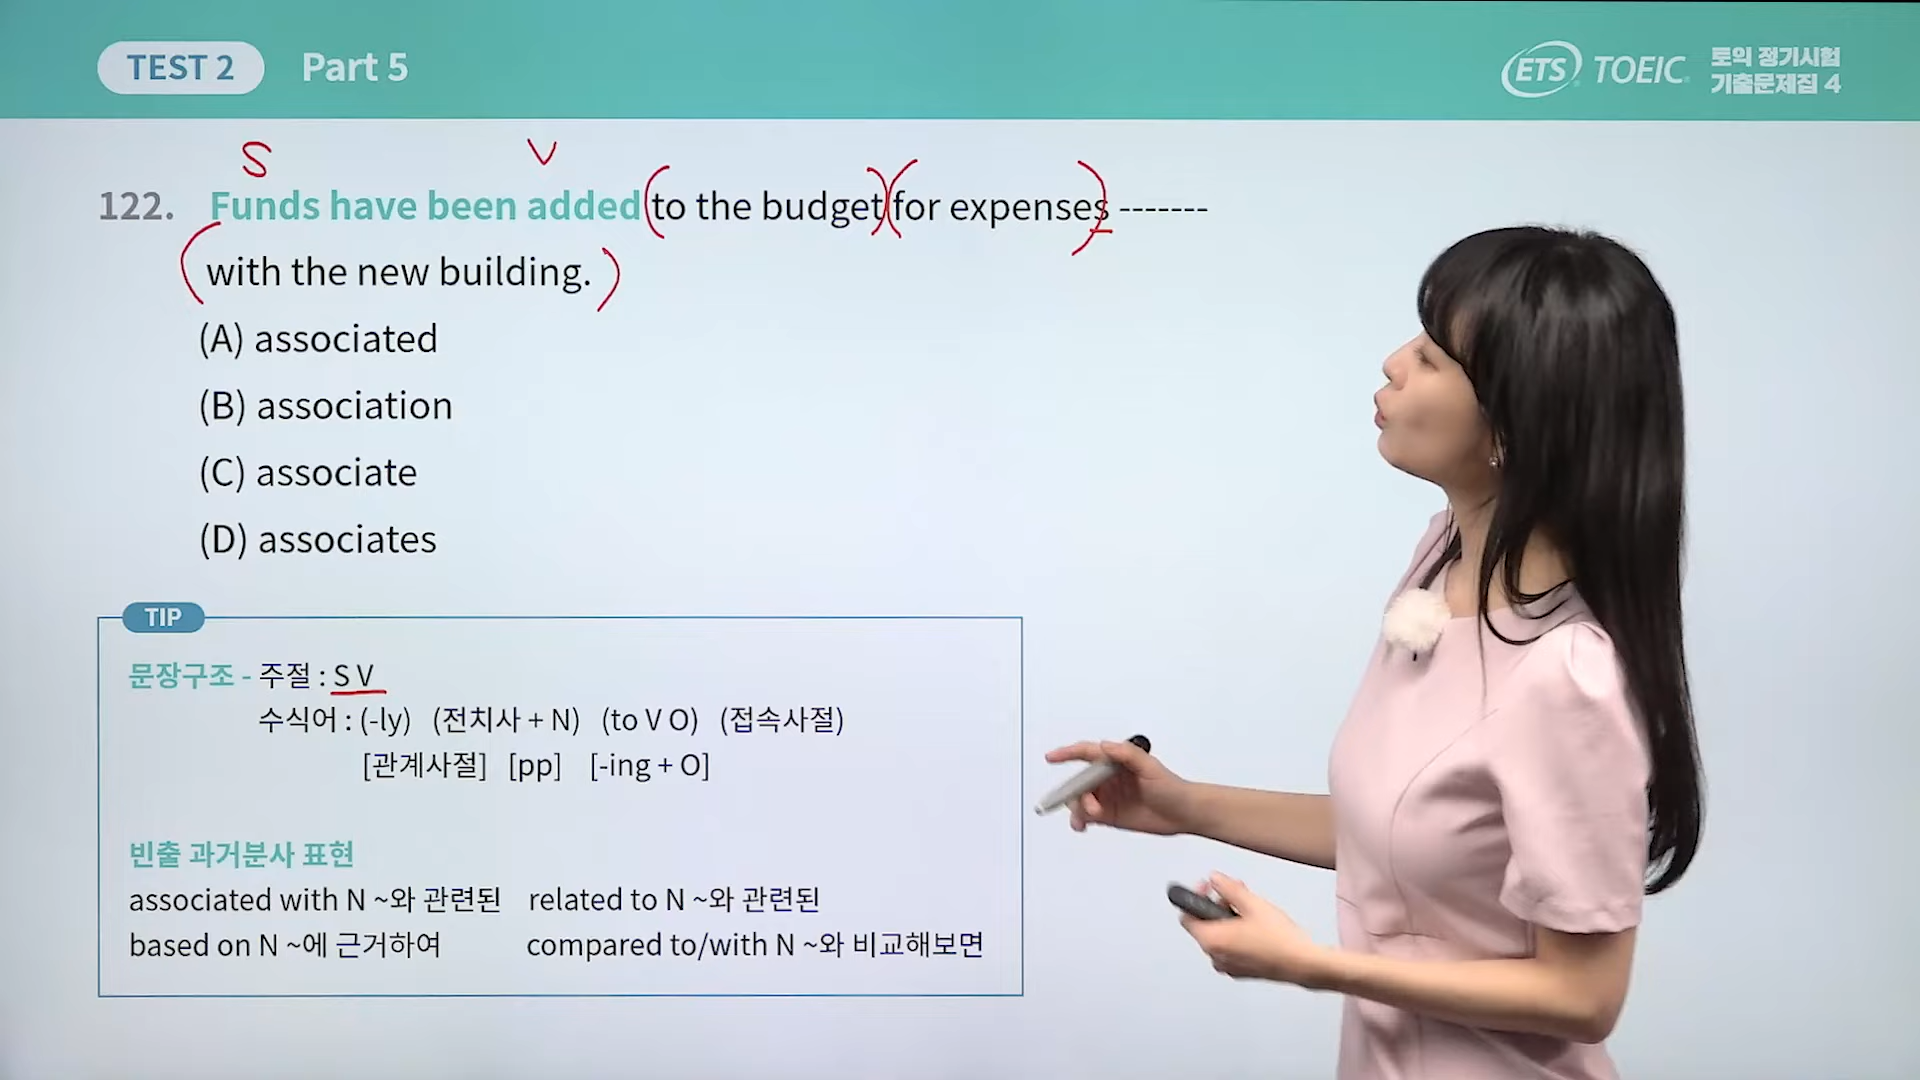 TEST 2 Part 5
ETS TOEIC 토익 정기시험
기출문제집 4
S V
122. Funds have been added to the budget for expenses -------
with the new building.
(A) associated
(B) association
(C) associate
(D) associates
TIP
문장구조 - 주절 : S V
수식어 : (-ly) (전치사 + N) (to V O) (접속사절)
[관계사절] [pp] [-ing + O]
빈출 과거분사 표현
associated with N ~와 관련된 related to N ~와 관련된
based on N ~에 근거하여 compared to/with N ~와 비교해보면